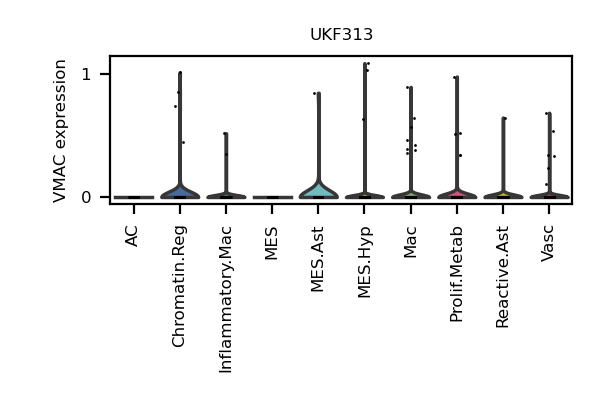 UKF313
VMAC expression
1
0
AC
Chromatin.Reg
Inflammatory.Mac
MES
MES.Ast
MES.Hyp
Mac
Prolif.Metab
Reactive.Ast
Vasc